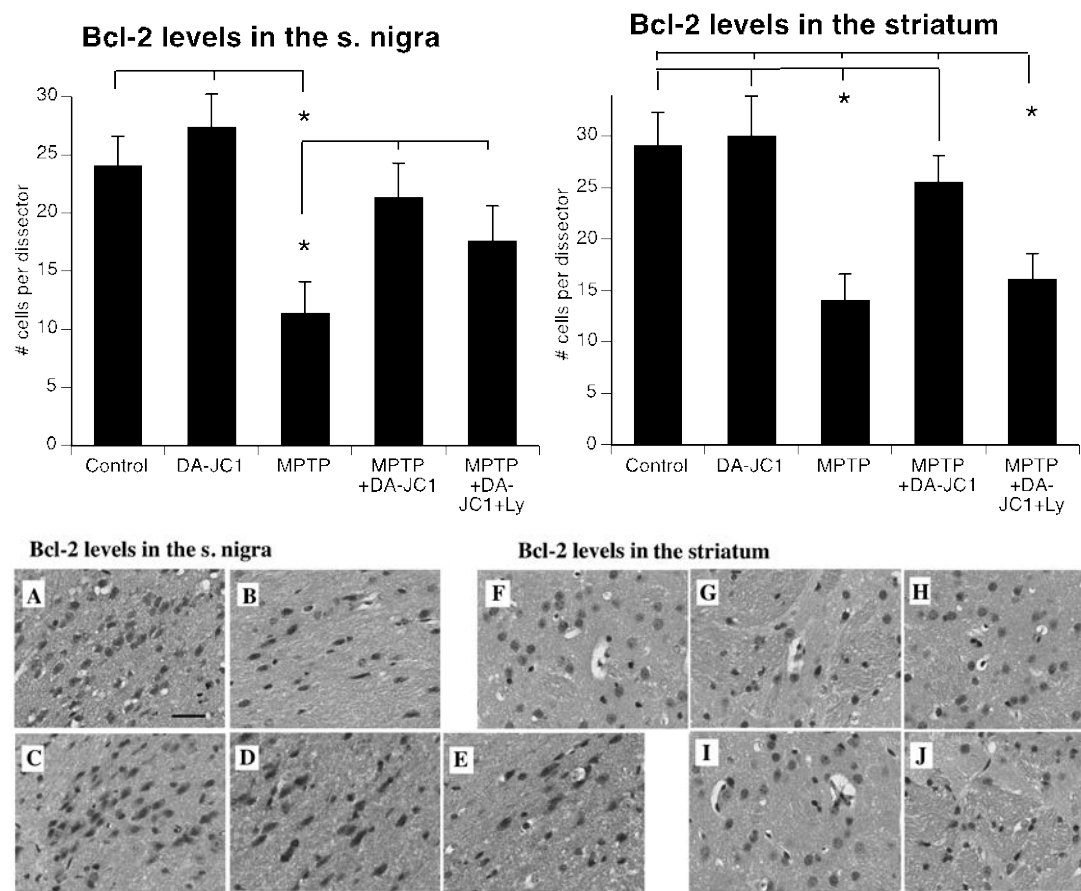 Bcl-2 levels in the s. nigra
30
25
20
15
10
5
0
# cells per dissector
*
*
Control
DA-JC1
MPTP
MPTP
+DA-JC1
MPTP
+DA-
JC1+Ly
Bcl-2 levels in the striatum
30
25
20
15
10
5
0
# cells per dissector
*
*
Control
DA-JC1
MPTP
MPTP
+DA-JC1
MPTP
+DA-
JC1+Ly
Bcl-2 levels in the s. nigra
A
B
C
D
E
Bcl-2 levels in the striatum
F
G
H
I
J